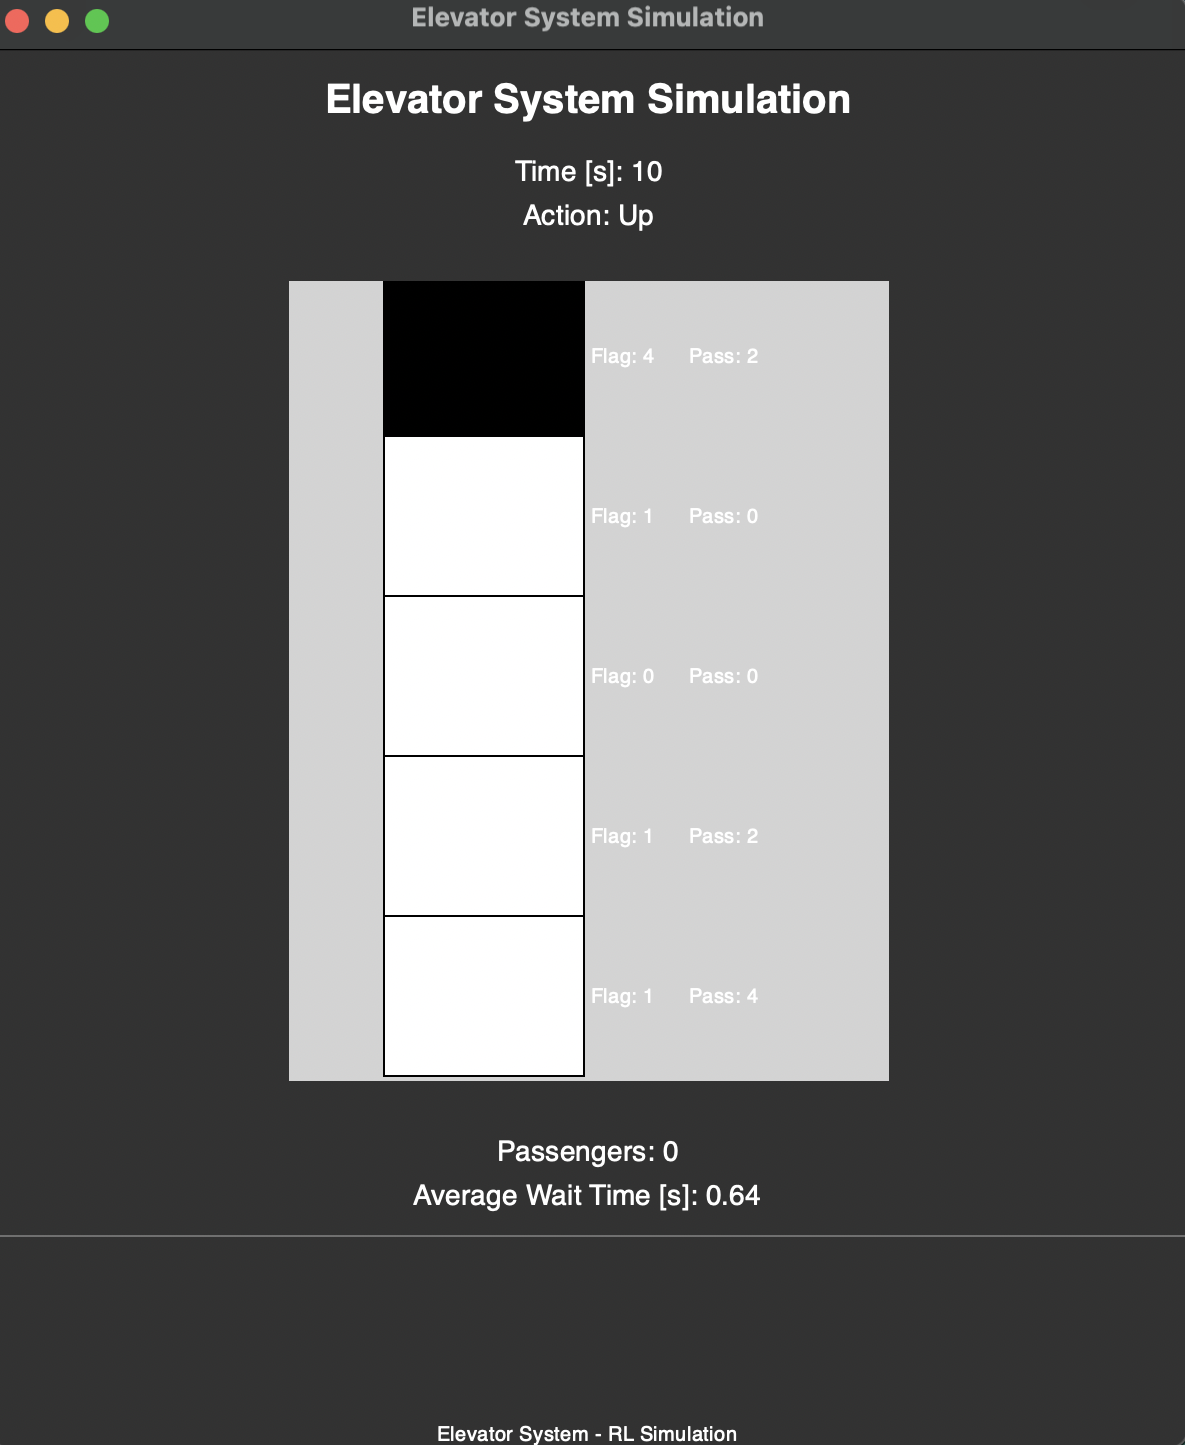 Elevator System Simulation
Elevator System Simulation
Time [s]: 10
Action: Up
Flag: 4 Pass: 2
Flag: 1 Pass: 0
Flag: 0 Pass: 0
Flag: 1 Pass: 2
Flag: 1 Pass: 4
Passengers: 0
Average Wait Time [s]: 0.64
Elevator System - RL Simulation